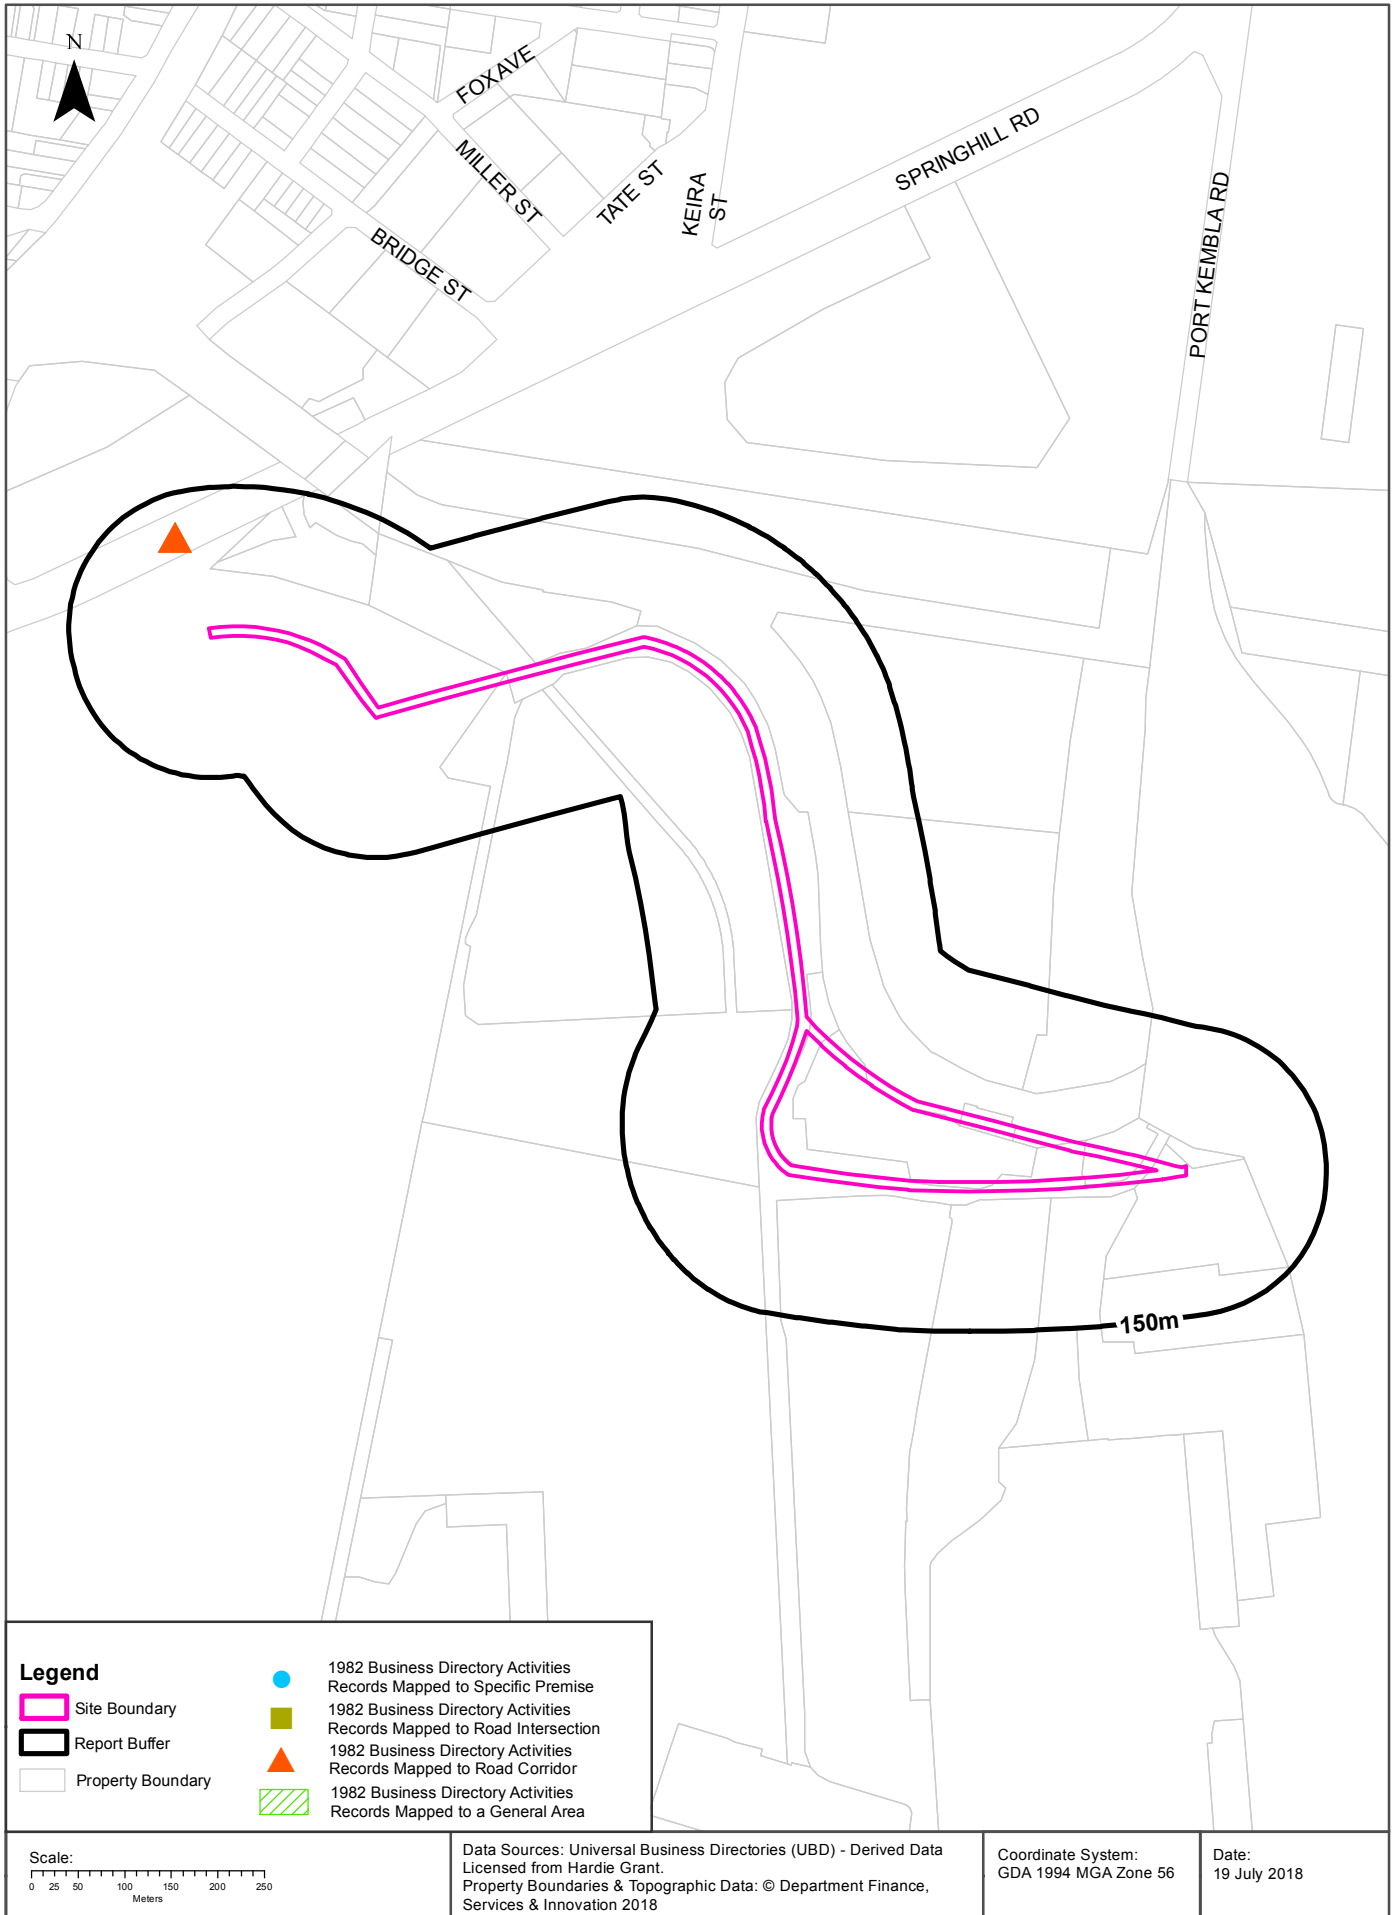 N
FOXAVE
MILLER ST
TATE ST
KEIRA
ST
SPRINGHILL RD
PORT KEMBLA RD
BRIDGE ST
150m
Legend
Site Boundary
Report Buffer
Property Boundary
1982 Business Directory Activities
Records Mapped to Specific Premise
1982 Business Directory Activities
Records Mapped to Road Intersection
1982 Business Directory Activities
Records Mapped to Road Corridor
1982 Business Directory Activities
Records Mapped to a General Area
Scale:
0 25 50 100 150 200 250
Meters
Data Sources: Universal Business Directories (UBD) - Derived Data
Licensed from Hardie Grant.
Property Boundaries & Topographic Data: © Department Finance,
Services & Innovation 2018
Coordinate System:
GDA 1994 MGA Zone 56
Date:
19 July 2018